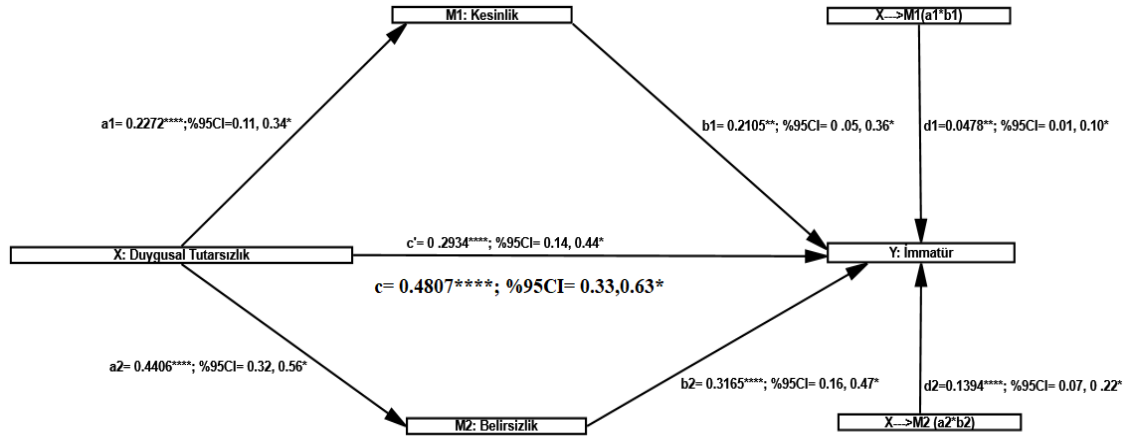 M1: Kesinlik
X--->M1(a1*b1)
a1= 0.2272****;%95CI=0.11, 0.34*
b1= 0.2105**; %95CI= 0 .05, 0.36*
d1=0.0478**; %95CI= 0.01, 0.10*
c'= 0 .2934****; %95CI= 0.14, 0.44*
X: Duygusal Tutarsızlık
Y: İmmatür
c= 0.4807****; %95CI= 0.33,0.63*
a2= 0.4406****; %95CI= 0.32, 0.56*
b2= 0.3165****; %95CI= 0.16, 0.47*
d2=0.1394****; %95CI= 0.07, 0 .22*
M2: Belirsizlik
X--->M2 (a2*b2)